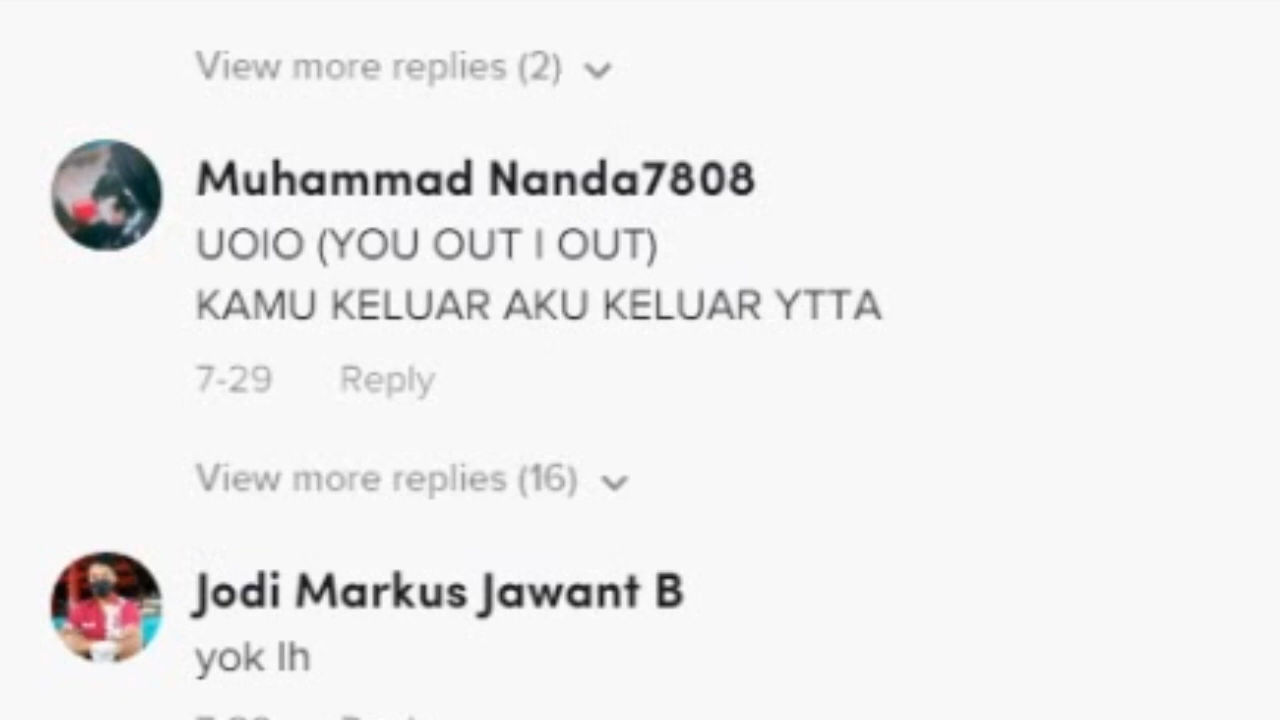 View more replies (2)
Muhammad Nanda7808
UOIO (YOU OUT I OUT)
KAMU KELUAR AKU KELUAR YTTA
7-29 Reply
View more replies (16)
Jodi Markus Jawant B
yok lh
Reply